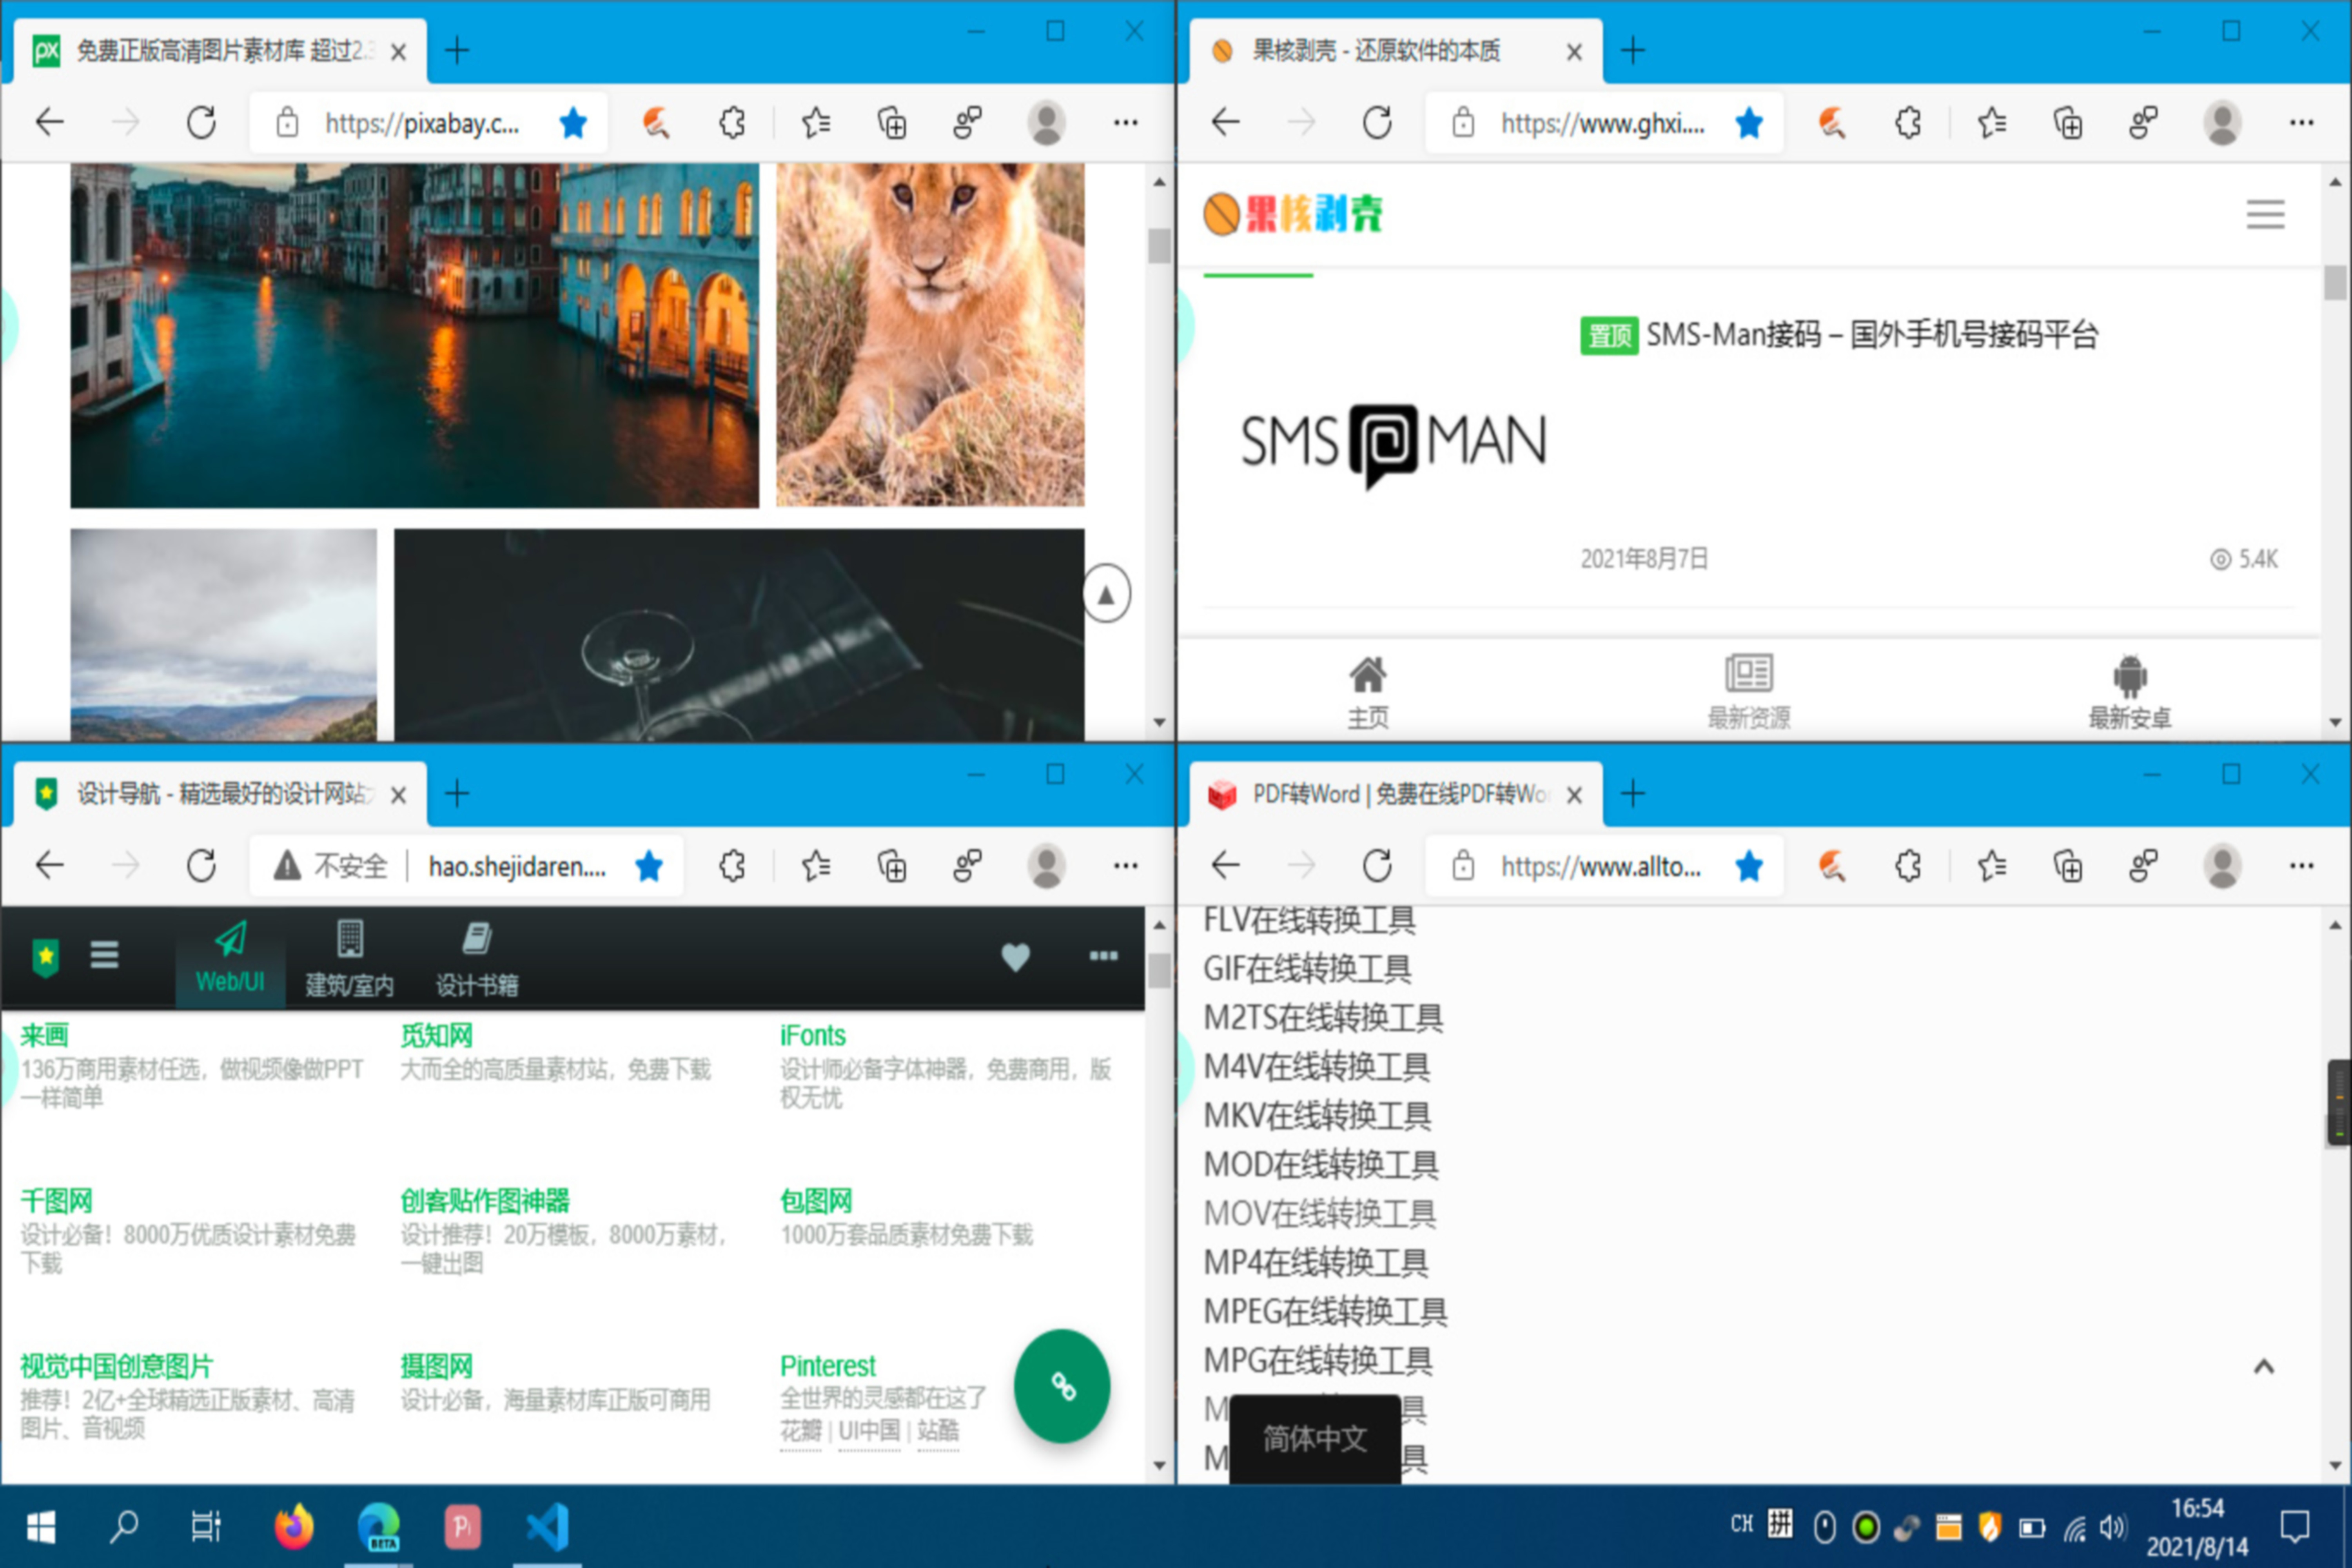 免费正版高清图片素材库 超过2.3
https://pixabay.c...
果核剥壳 - 还原软件的本质
https://www.ghxi....
果核剥壳
置顶 SMS-Man接码 – 国外手机号接码平台
SMS MAN
2021年8月7日
5.4K
主页
最新资源
最新安卓
设计导航 - 精选最好的设计网站
不安全 | hao.shejidaren....
Web/UI
建筑/室内
设计书籍
来画
136万商用素材任选，做视频像做PPT
一样简单
觅知网
大而全的高质量素材站，免费下载
iFonts
设计师必备字体神器，免费商用，版
权无忧
千图网
设计必备！8000万优质设计素材免费
下载
创客贴作图神器
设计推荐！20万模板，8000万素材，
一键出图
包图网
1000万套品质素材免费下载
视觉中国创意图片
推荐！2亿+全球精选正版素材、高清
图片、音视频
摄图网
设计必备，海量素材库正版可商用
Pinterest
全世界的灵感都在这了
花瓣 | UI中国 | 站酷
PDF转Word | 免费在线PDF转Wo
https://www.allto...
FLV在线转换工具
GIF在线转换工具
M2TS在线转换工具
M4V在线转换工具
MKV在线转换工具
MOD在线转换工具
MOV在线转换工具
MP4在线转换工具
MPEG在线转换工具
MPG在线转换工具
M 具
M 具
简体中文
BETA
CH 拼
16:54
2021/8/14